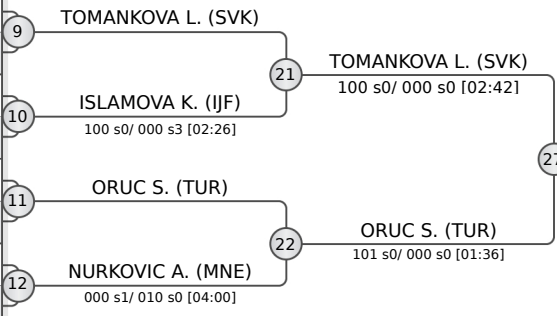 9
TOMANKOVA L. (SVK)
21
TOMANKOVA L. (SVK)
100 s0/ 000 s0 [02:42]
10
ISLAMOVA K. (IJF)
100 s0/ 000 s3 [02:26]
27
11
ORUC S. (TUR)
22
ORUC S. (TUR)
101 s0/ 000 s0 [01:36]
12
NURKOVIC A. (MNE)
000 s1/ 010 s0 [04:00]